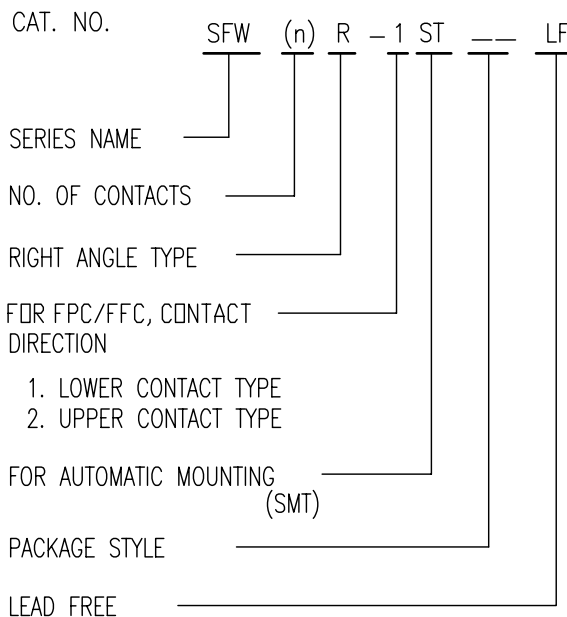 CAT. NO.
SFW (n) R - 1 ST __ LF
SERIES NAME
NO. OF CONTACTS
RIGHT ANGLE TYPE
FOR FPC/FFC, CONTACT
DIRECTION
1. LOWER CONTACT TYPE
2. UPPER CONTACT TYPE
FOR AUTOMATIC MOUNTING
(SMT)
PACKAGE STYLE
LEAD FREE